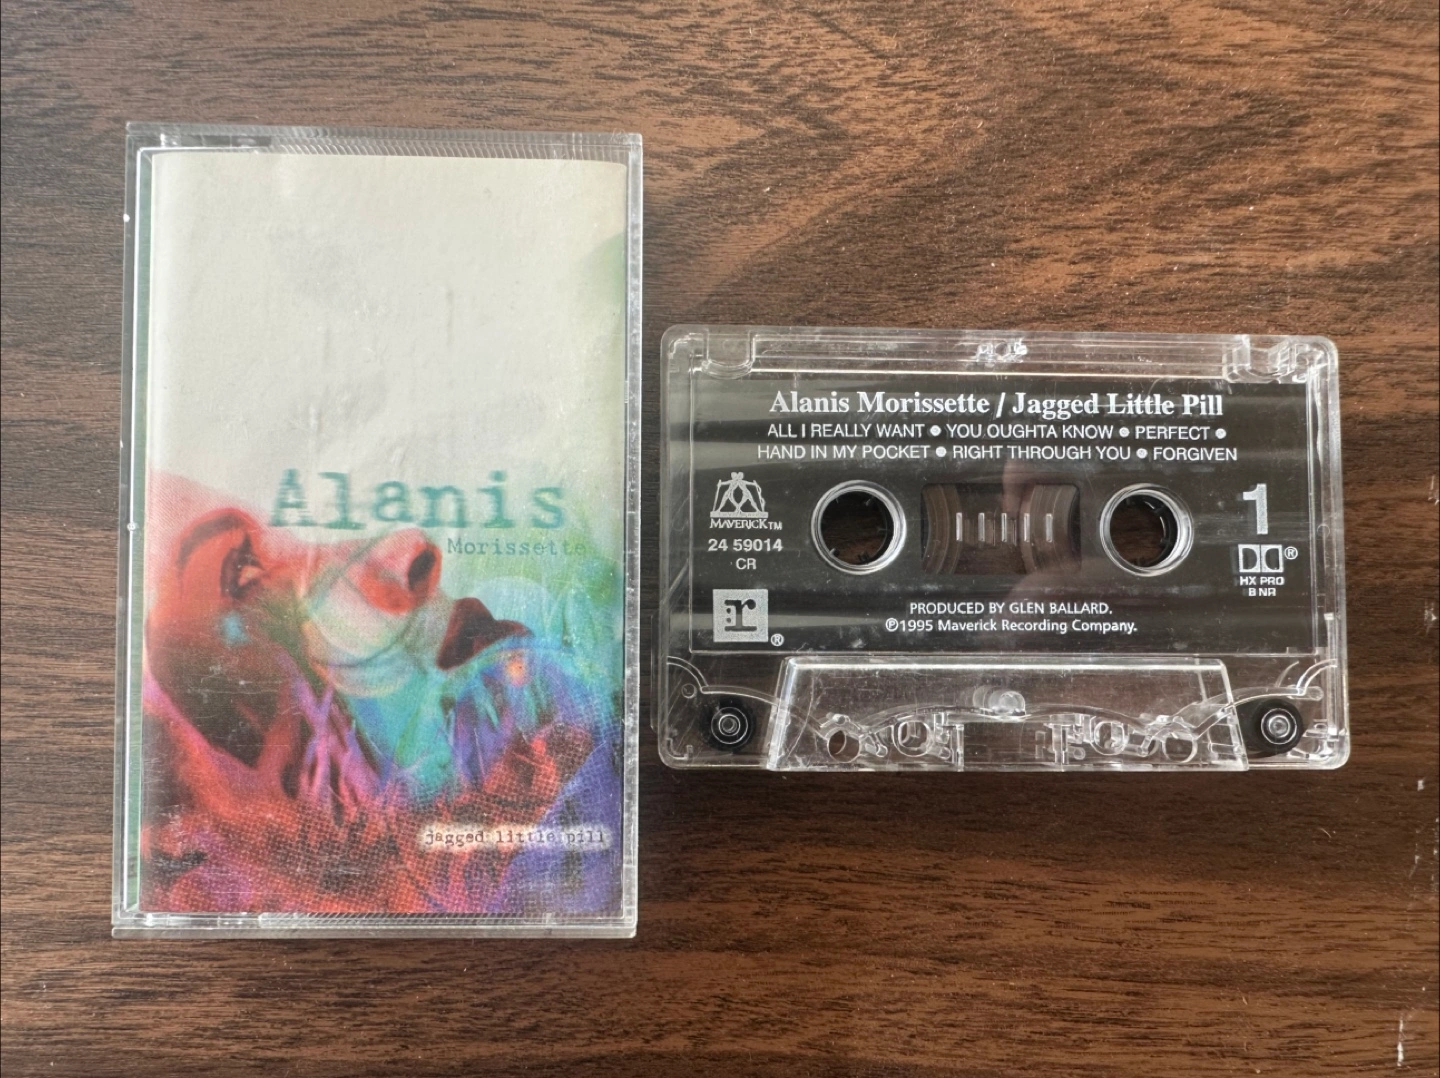 Alanis
Morissette
jagged little pill
Alanis Morissette / Jagged Little Pill
ALL I REALLY WANT ● YOU OUGHTA KNOW ● PERFECT ●
HAND IN MY POCKET ● RIGHT THROUGH YOU ● FORGIVEN
MAVERICK™
24 59014
CR
r®
1
®
HX PRO
B NR
PRODUCED BY GLEN BALLARD.
℗1995 Maverick Recording Company.